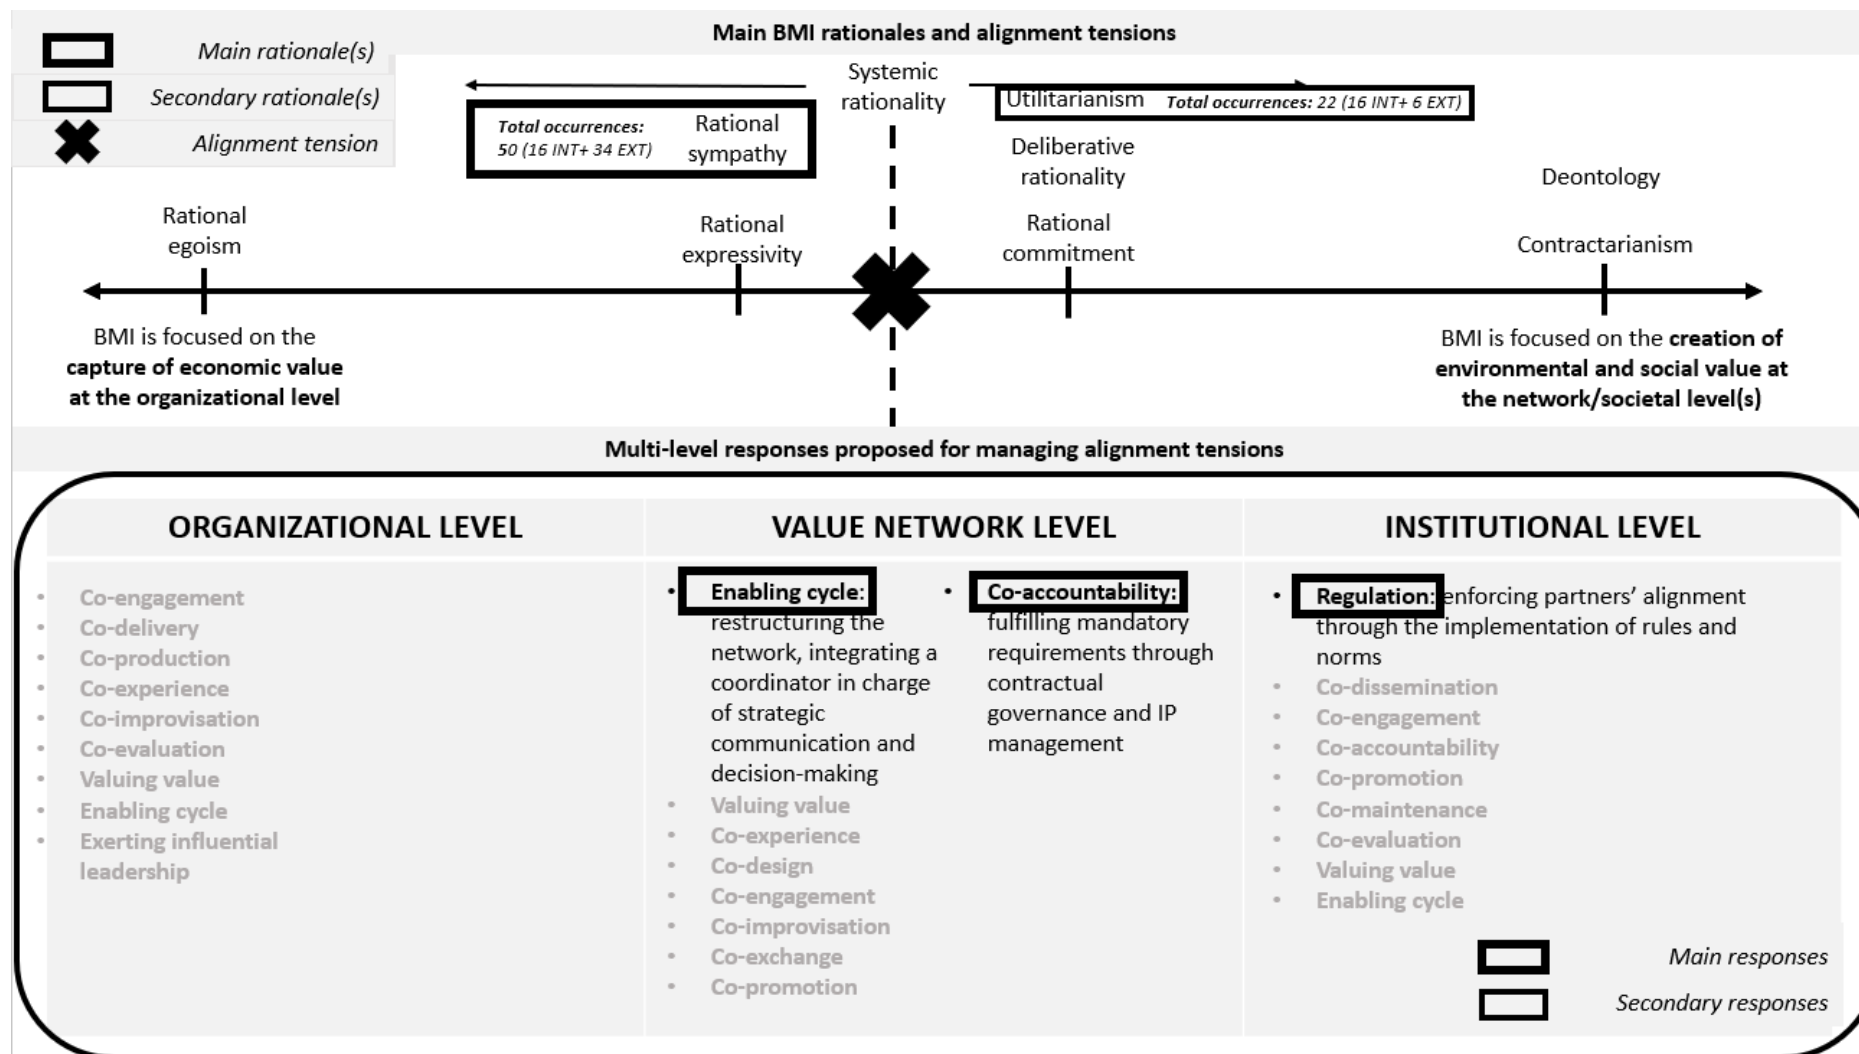 Main BMI rationales and alignment tensions
Main rationale(s)
Secondary rationale(s)
Alignment tension
Systemic
rationality
Total occurrences:
50 (16 INT+ 34 EXT)
Rational
sympathy
Utilitarianism Total occurrences: 22 (16 INT+ 6 EXT)
Deliberative
rationality
Deontology
Rational
egoism
Rational
expressivity
Rational
commitment
Contractarianism
BMI is focused on the
capture of economic value
at the organizational level
BMI is focused on the creation of
environmental and social value at
the network/societal level(s)
Multi-level responses proposed for managing alignment tensions
ORGANIZATIONAL LEVEL
• Co-engagement
• Co-delivery
• Co-production
• Co-experience
• Co-improvisation
• Co-evaluation
• Valuing value
• Enabling cycle
• Exerting influential
leadership
VALUE NETWORK LEVEL
• Enabling cycle:
restructuring the
network, integrating a
coordinator in charge
of strategic
communication and
decision-making
• Valuing value
• Co-experience
• Co-design
• Co-engagement
• Co-improvisation
• Co-exchange
• Co-promotion
• Co-accountability:
fulfilling mandatory
requirements through
contractual
governance and IP
management
INSTITUTIONAL LEVEL
• Regulation: enforcing partners’ alignment
through the implementation of rules and
norms
• Co-dissemination
• Co-engagement
• Co-accountability
• Co-promotion
• Co-maintenance
• Co-evaluation
• Valuing value
• Enabling cycle
Main responses
Secondary responses